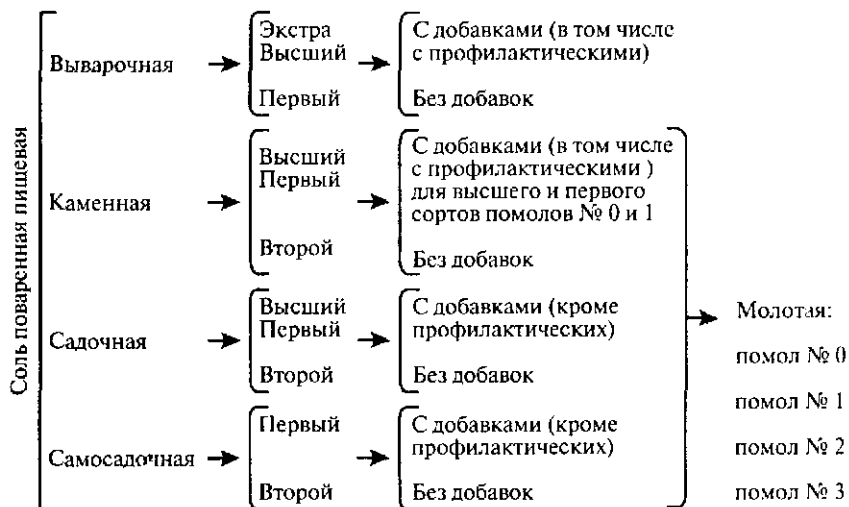 Соль поваренная пищевая
Выварочная
Экстра
Высший
Первый
С добавками (в том числе
с профилактическими)
Без добавок
Каменная
Высший
Первый
Второй
С добавками (в том числе
с профилактическими )
для высшего и первого
сортов помолов № 0 и 1
Без добавок
Садочная
Высший
Первый
Второй
С добавками (кроме
профилактических)
Без добавок
Самосадочная
Первый
Второй
С добавками (кроме
профилактических)
Без добавок
Молотая:
помол № 0
помол № 1
помол № 2
помол № 3